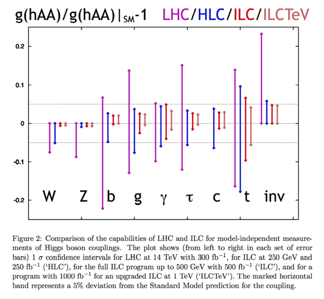 g(hAA)/g(hAA)|SM-1 LHC/HLC/ILC/ILCTeV
0.2
0.1
0
-0.1
-0.2
W Z b g γ τ c t inv
Figure 2: Comparison of the capabilities of LHC and ILC for model-independent measure-
ments of Higgs boson couplings. The plot shows (from left to right in each set of error
bars) 1 σ confidence intervals for LHC at 14 TeV with 300 fb⁻¹, for ILC at 250 GeV and
250 fb⁻¹ (‘HLC’), for the full ILC program up to 500 GeV with 500 fb⁻¹ (‘ILC’), and for a
program with 1000 fb⁻¹ for an upgraded ILC at 1 TeV (‘ILCTeV’). The marked horizontal
band represents a 5% deviation from the Standard Model prediction for the coupling.